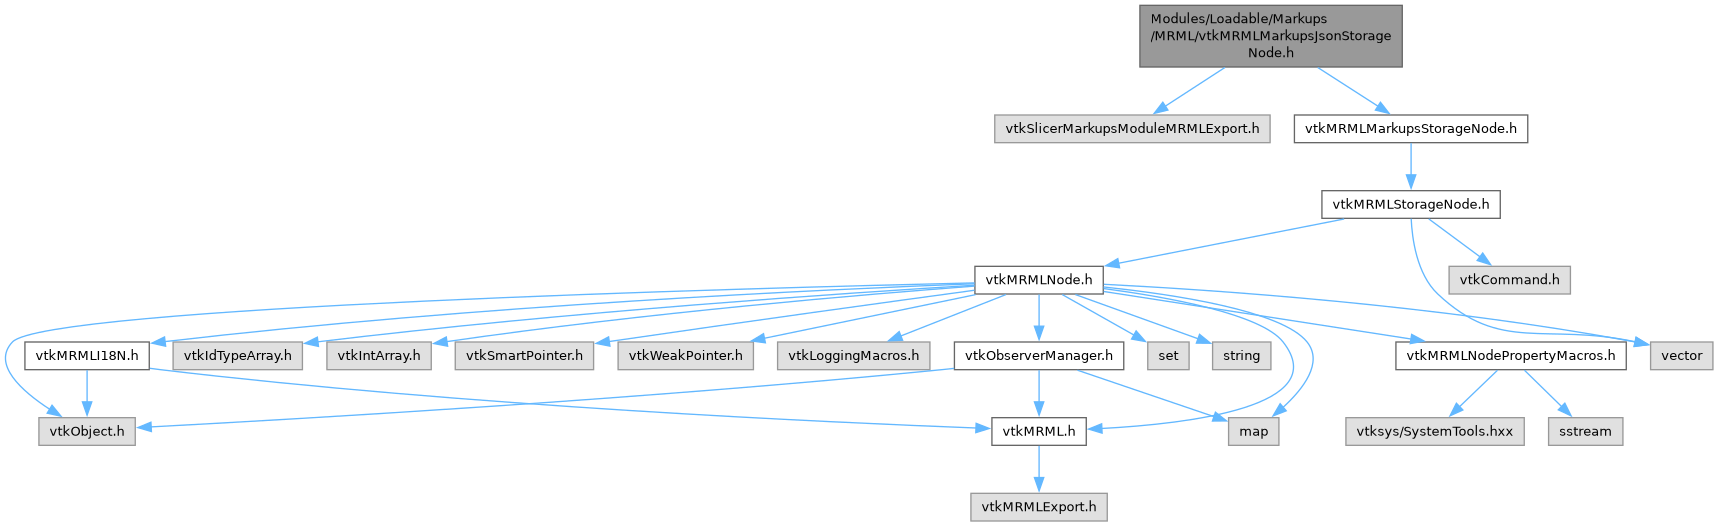 Modules/Loadable/Markups
/MRML/vtkMRMLMarkupsJsonStorage
Node.h
vtkSlicerMarkupsModuleMRMLExport.h
vtkMRMLMarkupsStorageNode.h
vtkMRMLStorageNode.h
vtkMRMLNode.h
vtkCommand.h
vtkMRMLI18N.h
vtkIdTypeArray.h
vtkIntArray.h
vtkSmartPointer.h
vtkWeakPointer.h
vtkLoggingMacros.h
vtkObserverManager.h
set
string
vtkMRMLNodePropertyMacros.h
vector
vtkObject.h
vtkMRML.h
map
vtksys/SystemTools.hxx
sstream
vtkMRMLExport.h